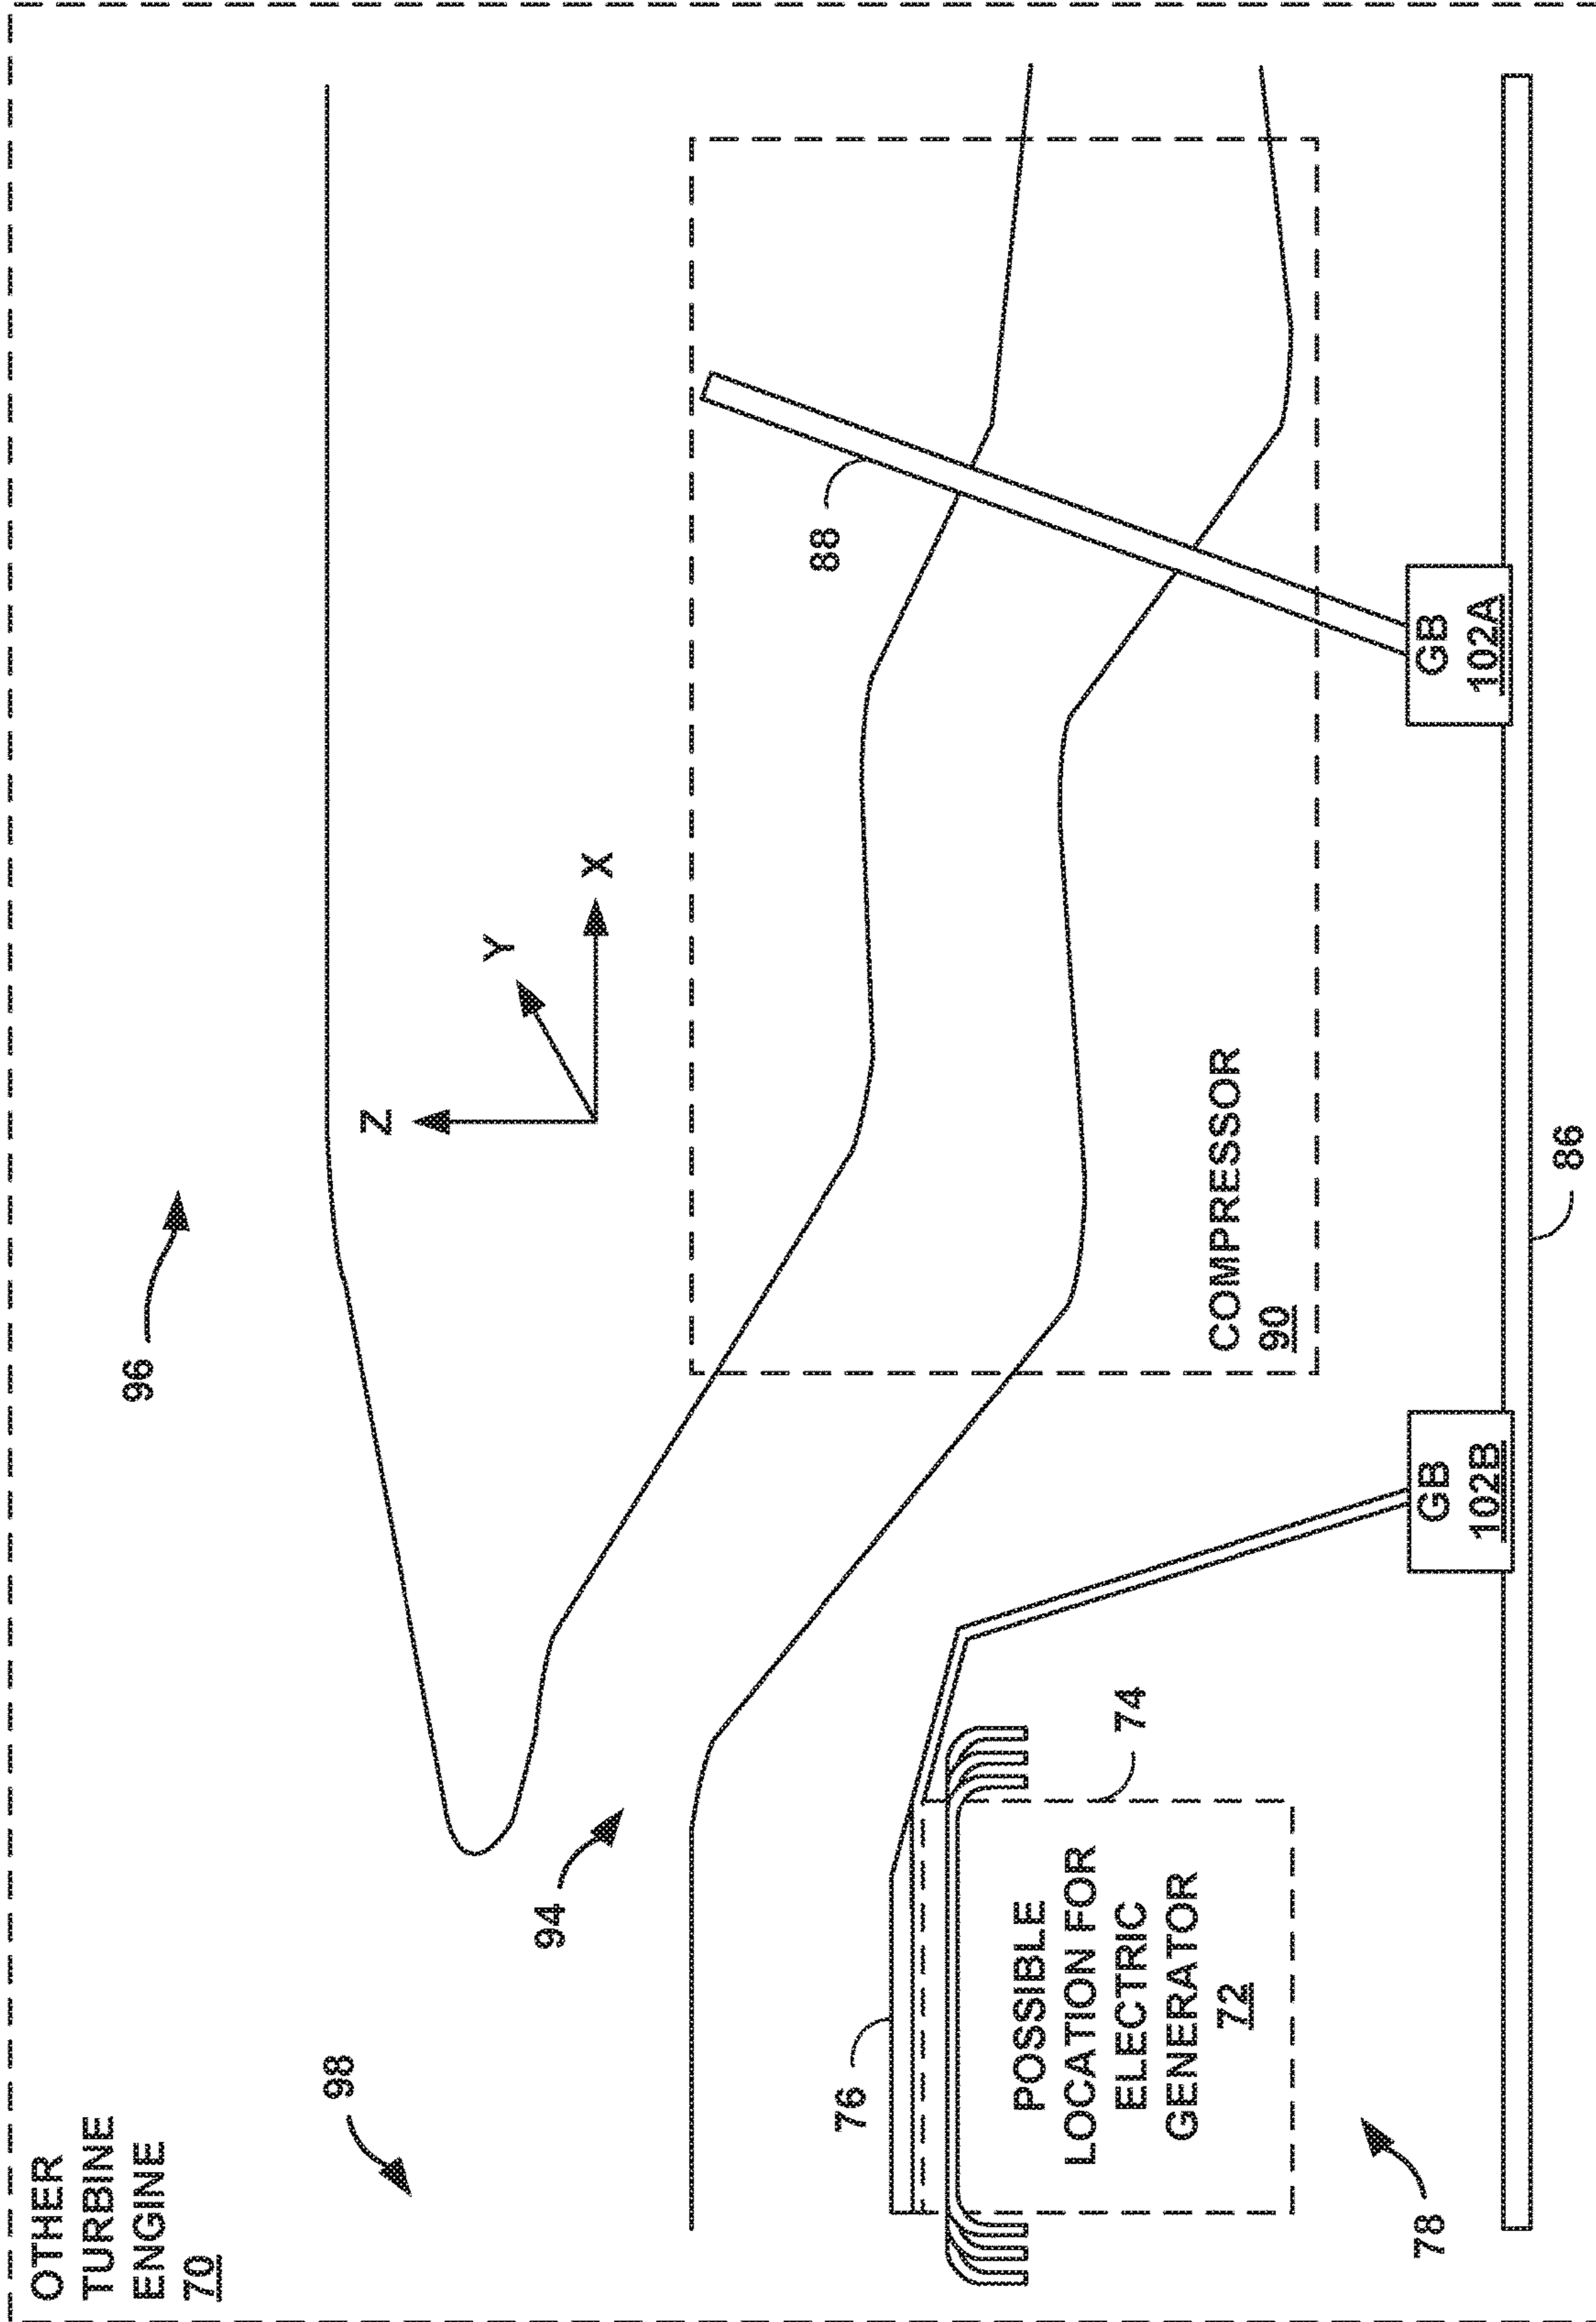 OTHER
TURBINE
ENGINE
70
98
96
94
Z
Y
X
88
76
74
POSSIBLE
LOCATION FOR
ELECTRIC
GENERATOR
72
COMPRESSOR
90
78
GB
102B
GB
102A
86